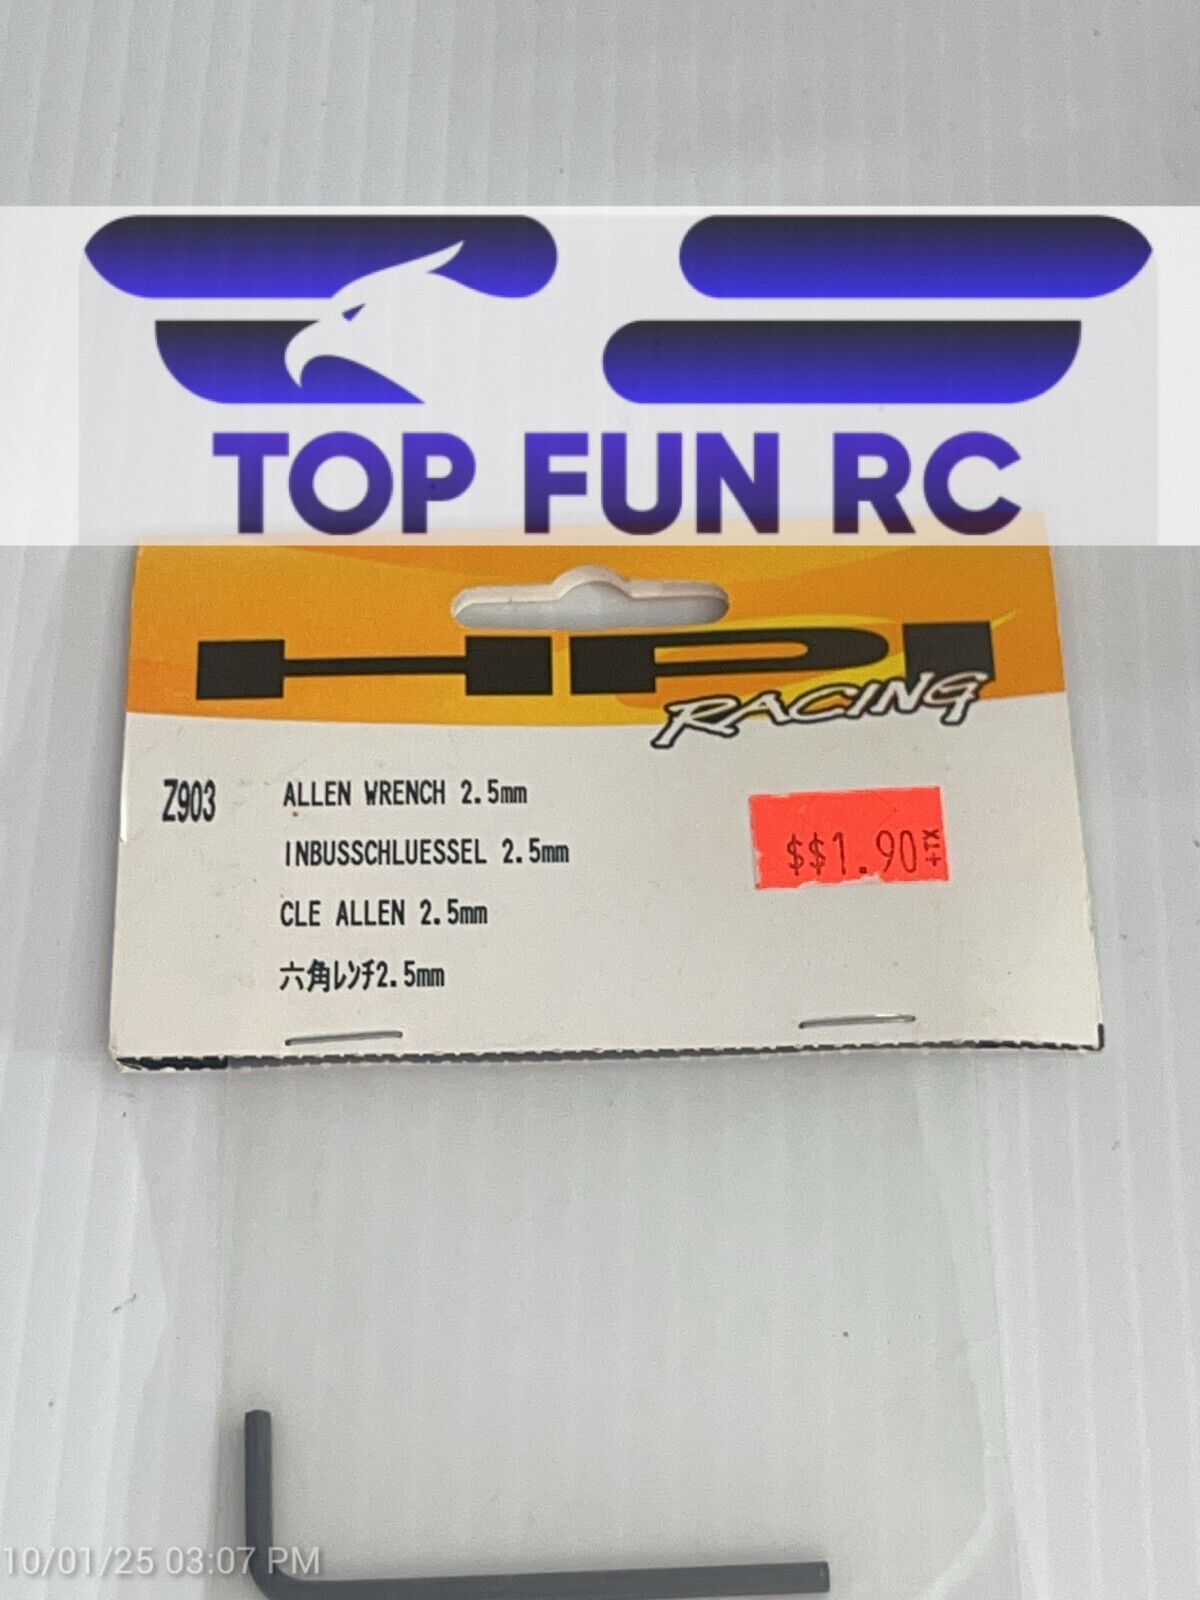 TOP FUN RC
HPI
RACING
Z903
ALLEN WRENCH 2.5mm
INBUSSCHLUESSEL 2.5mm
CLE ALLEN 2.5mm
六角レンチ2.5mm
$$1.90+TX
10/01/25 03:07 PM